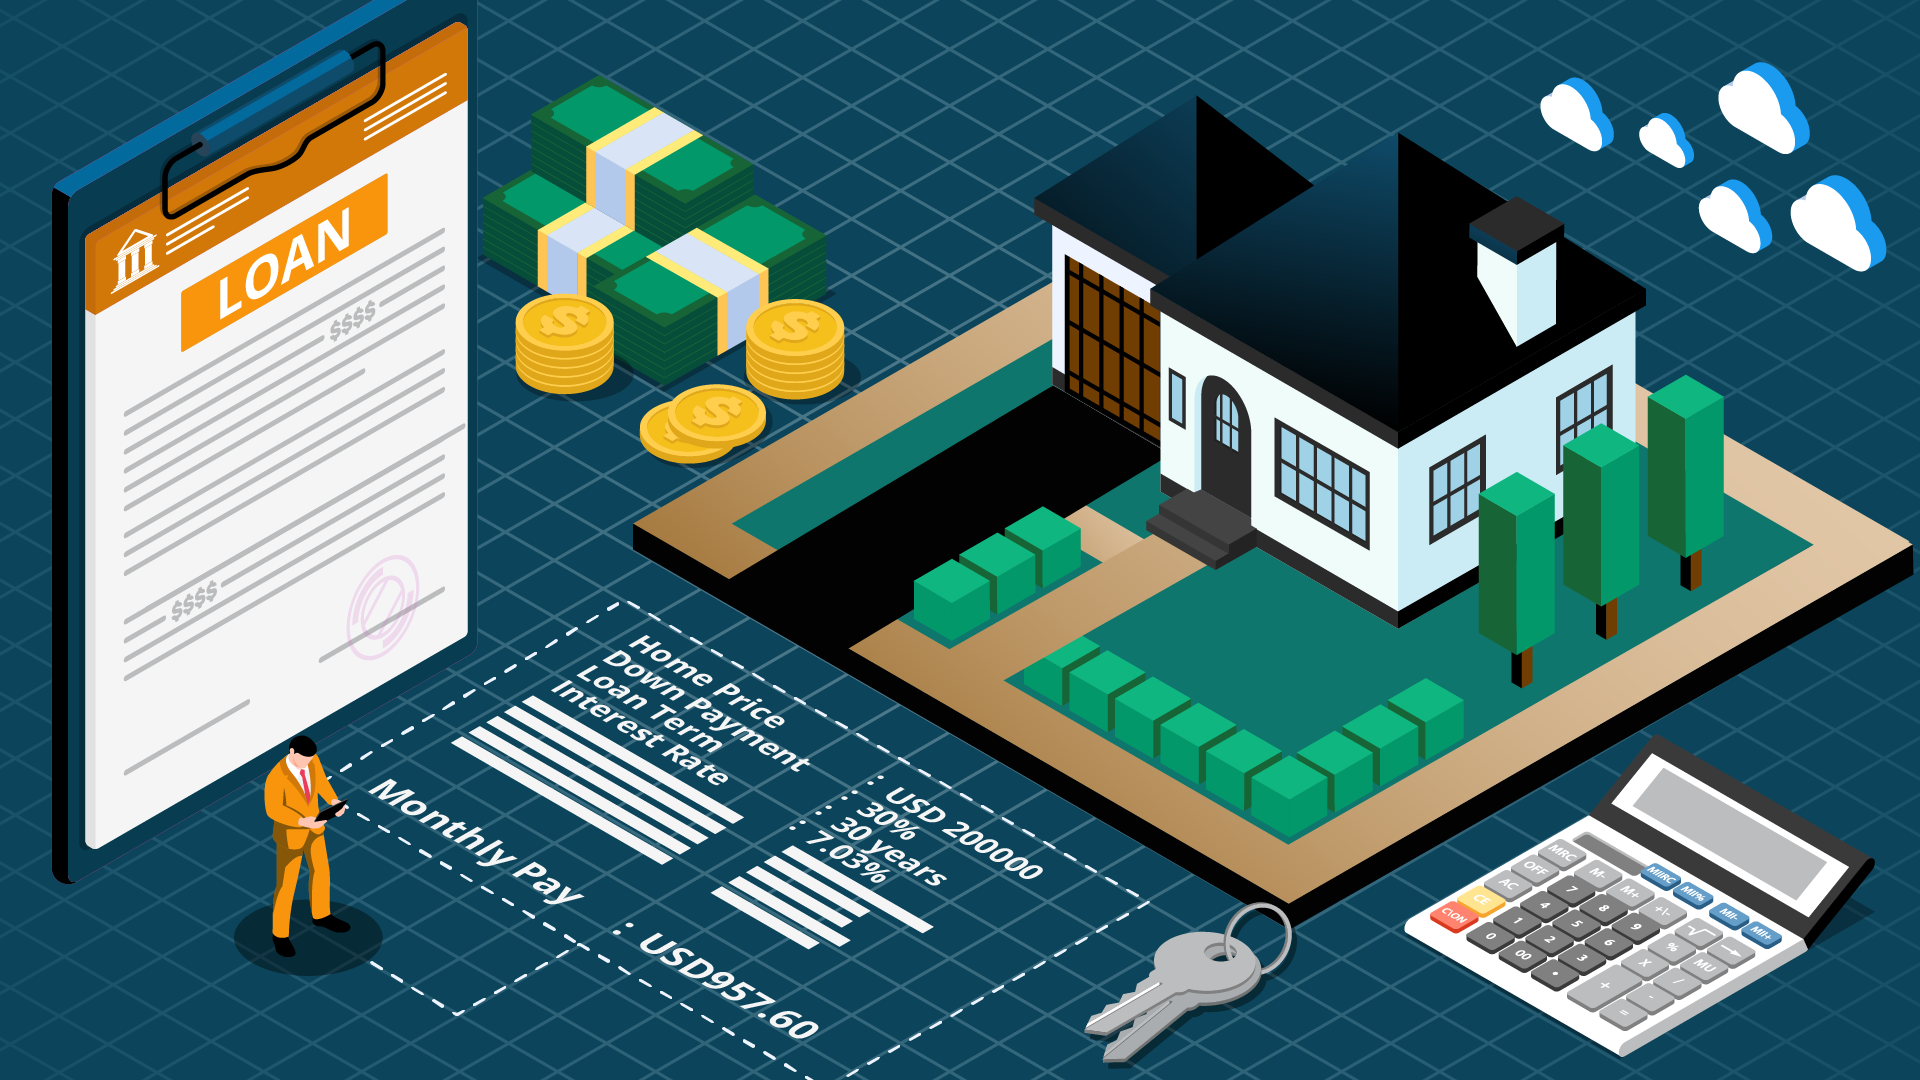 LOAN
$$$$
$$$$
Home Price
Down Payment
Loan Term
Interest Rate
: USD 200000
: 30%
: 30 years
: 7.03%
Monthly Pay
: USD957.60
MRC M- MIIRC MII% MII- MII+
OFF 7 M+ +\- √ →
AC 4 8 9 % MU
CE 1 5 6 X /
C\ON 0 2 3 + -
00 • =